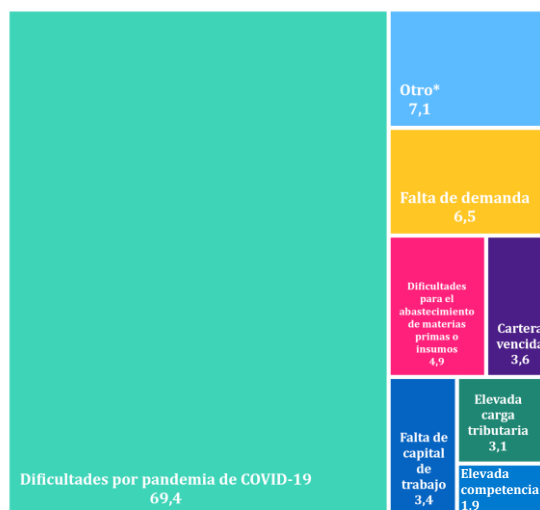 Dificultades por pandemia de COVID-19
69,4
Otro*
7,1
Falta de demanda
6,5
Dificultades
para el
abastecimiento
de materias
primas o
insumos
4,9
Cartera
vencida
3,6
Falta de
capital
de
trabajo
3,4
Elevada
carga
tributaria
3,1
Elevada
competencia
1,9